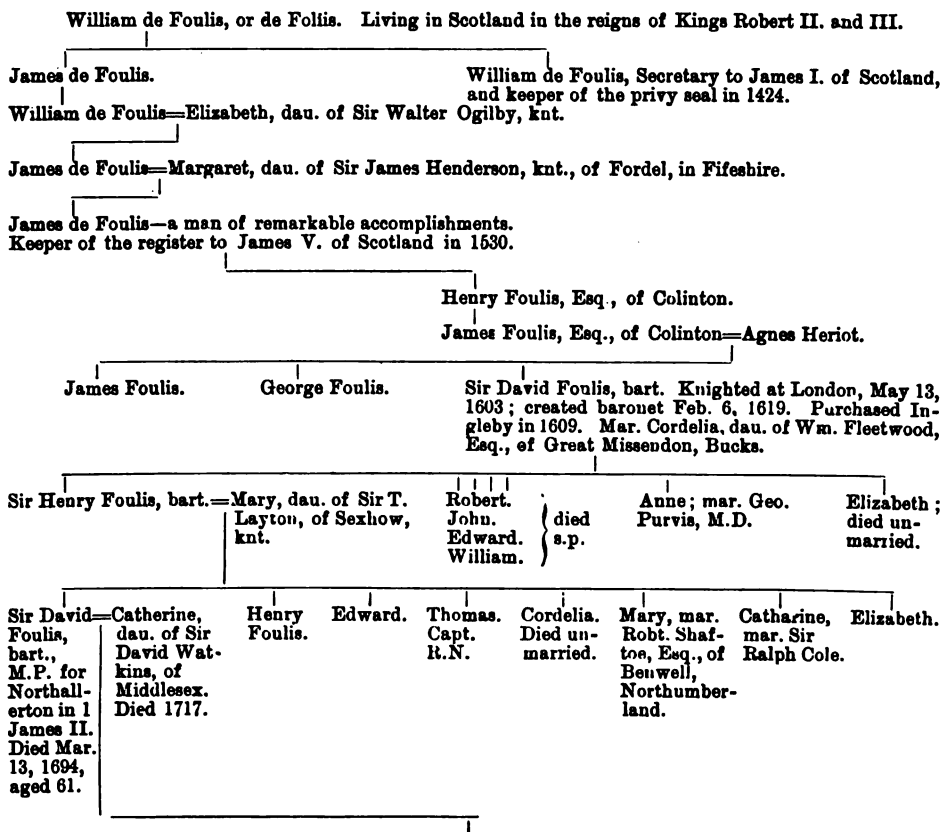 William de Foulis, or de Foliis. Living in Scotland in the reigns of Kings Robert II. and III.
James de Foulis.
William de Foulis, Secretary to James I. of Scotland,
and keeper of the privy seal in 1424.
William de Foulis=Elizabeth, dau. of Sir Walter Ogilby, knt.
James de Foulis=Margaret, dau. of Sir James Henderson, knt., of Fordel, in Fifeshire.
James de Foulis—a man of remarkable accomplishments.
Keeper of the register to James V. of Scotland in 1530.
Henry Foulis, Esq., of Colinton.
James Foulis, Esq., of Colinton=Agnes Heriot.
James Foulis.
George Foulis.
Sir David Foulis, bart. Knighted at London, May 13,
1603; created baronet Feb. 6, 1619. Purchased In-
gleby in 1609. Mar. Cordelia, dau. of Wm. Fleetwood,
Esq., of Great Missendon, Bucks.
Sir Henry Foulis, bart.=Mary, dau. of Sir T.
Layton, of Sexhow,
knt.
Robert.
John.
Edward.
William.
died
s.p.
Anne; mar. Geo.
Purvis, M.D.
Elizabeth;
died un-
married.
Sir David=Catherine,
Foulis,
bart.,
M.P. for
Northall-
erton in 1
James II.
Died Mar.
13, 1694,
aged 61.
dau. of Sir
David Wat-
kins, of
Middlesex.
Died 1717.
Henry
Foulis.
Edward.
Thomas.
Capt.
R.N.
Cordelia.
Died un-
married.
Mary, mar.
Robt. Shaf-
toe, Esq., of
Benwell,
Northumber-
land.
Catharine,
mar. Sir
Ralph Cole.
Elizabeth.